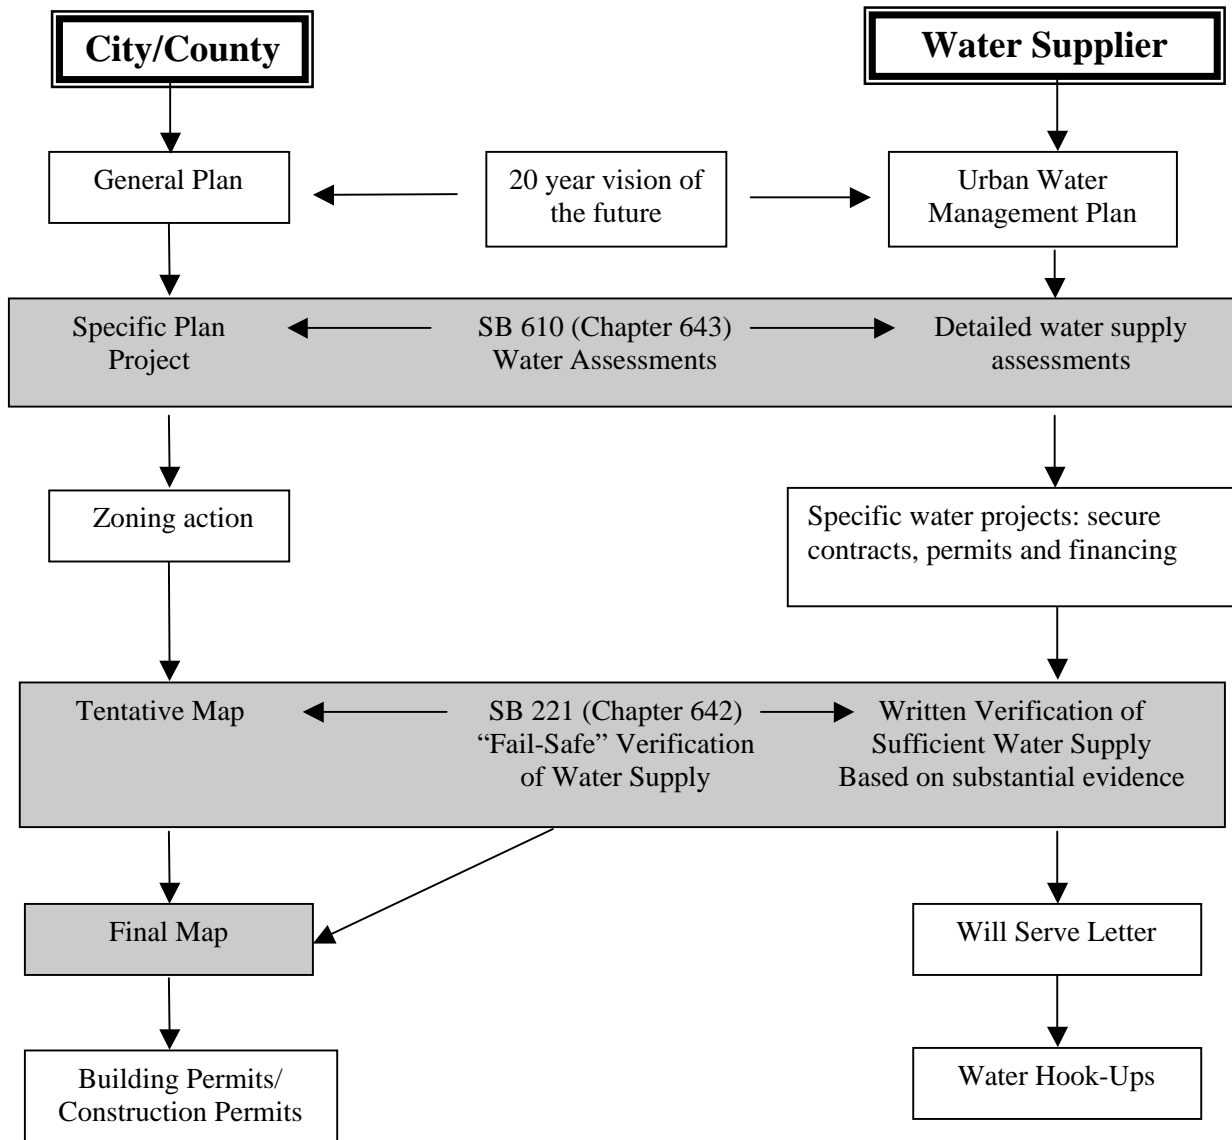 City/County
Water Supplier
General Plan
20 year vision of
the future
Urban Water
Management Plan
Specific Plan
Project
SB 610 (Chapter 643)
Water Assessments
Detailed water supply
assessments
Zoning action
Specific water projects: secure
contracts, permits and financing
Tentative Map
SB 221 (Chapter 642)
“Fail-Safe” Verification
of Water Supply
Written Verification of
Sufficient Water Supply
Based on substantial evidence
Final Map
Will Serve Letter
Building Permits/
Construction Permits
Water Hook-Ups